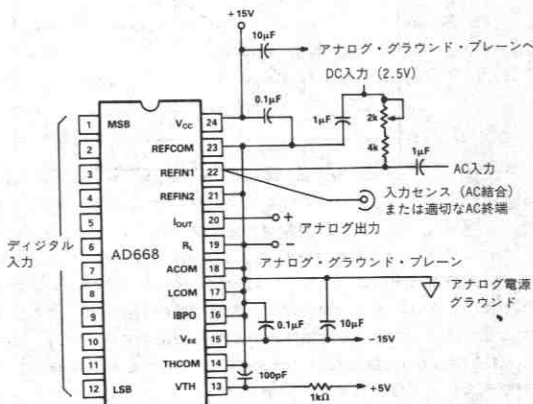 +15V
10μF
アナログ・グラウンド・プレーンへ
DC入力 (2.5V)
0.1μF
1μF
2k
4k
1μF
AC入力
入力センス (AC結合)
または適切なAC終端
ディジタル
入力
AD668
1 MSB
2
3
4
5
6
7
8
9
10
11
12 LSB
VCC 24
REFCOM 23
REFIN1 22
REFIN2 21
IOUT 20
RL 19
ACOM 18
LCOM 17
IBPO 16
VEE 15
THCOM 14
VTH 13
+
アナログ出力
−
アナログ・グラウンド・プレーン
アナログ電源
グラウンド
0.1μF
10μF
−15V
100pF
1kΩ
+5V